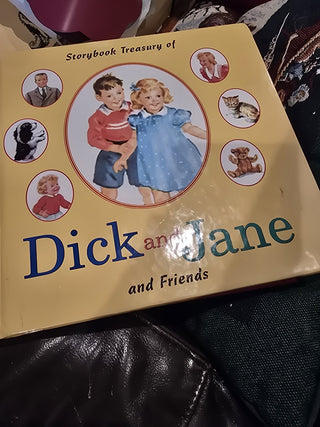 Storybook Treasury of
Dick and Jane
and Friends